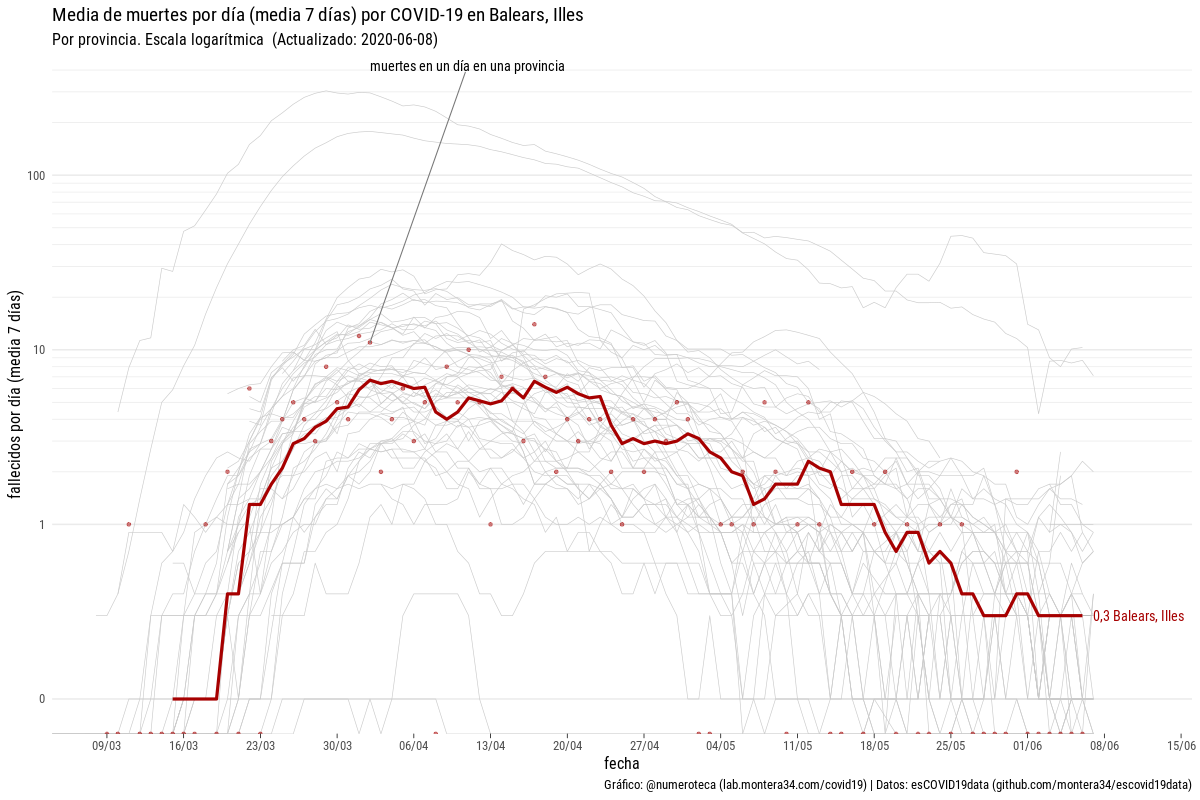 Media de muertes por día (media 7 días) por COVID-19 en Balears, Illes
Por provincia. Escala logarítmica (Actualizado: 2020-06-08)
muertes en un día en una provincia
fallecidos por día (media 7 días)
100
10
1
0
0,3 Balears, Illes
09/03 16/03 23/03 30/03 06/04 13/04 20/04 27/04 04/05 11/05 18/05 25/05 01/06 08/06 15/06
fecha
Gráfico: @numeroteca (lab.montera34.com/covid19) | Datos: esCOVID19data (github.com/montera34/escovid19data)